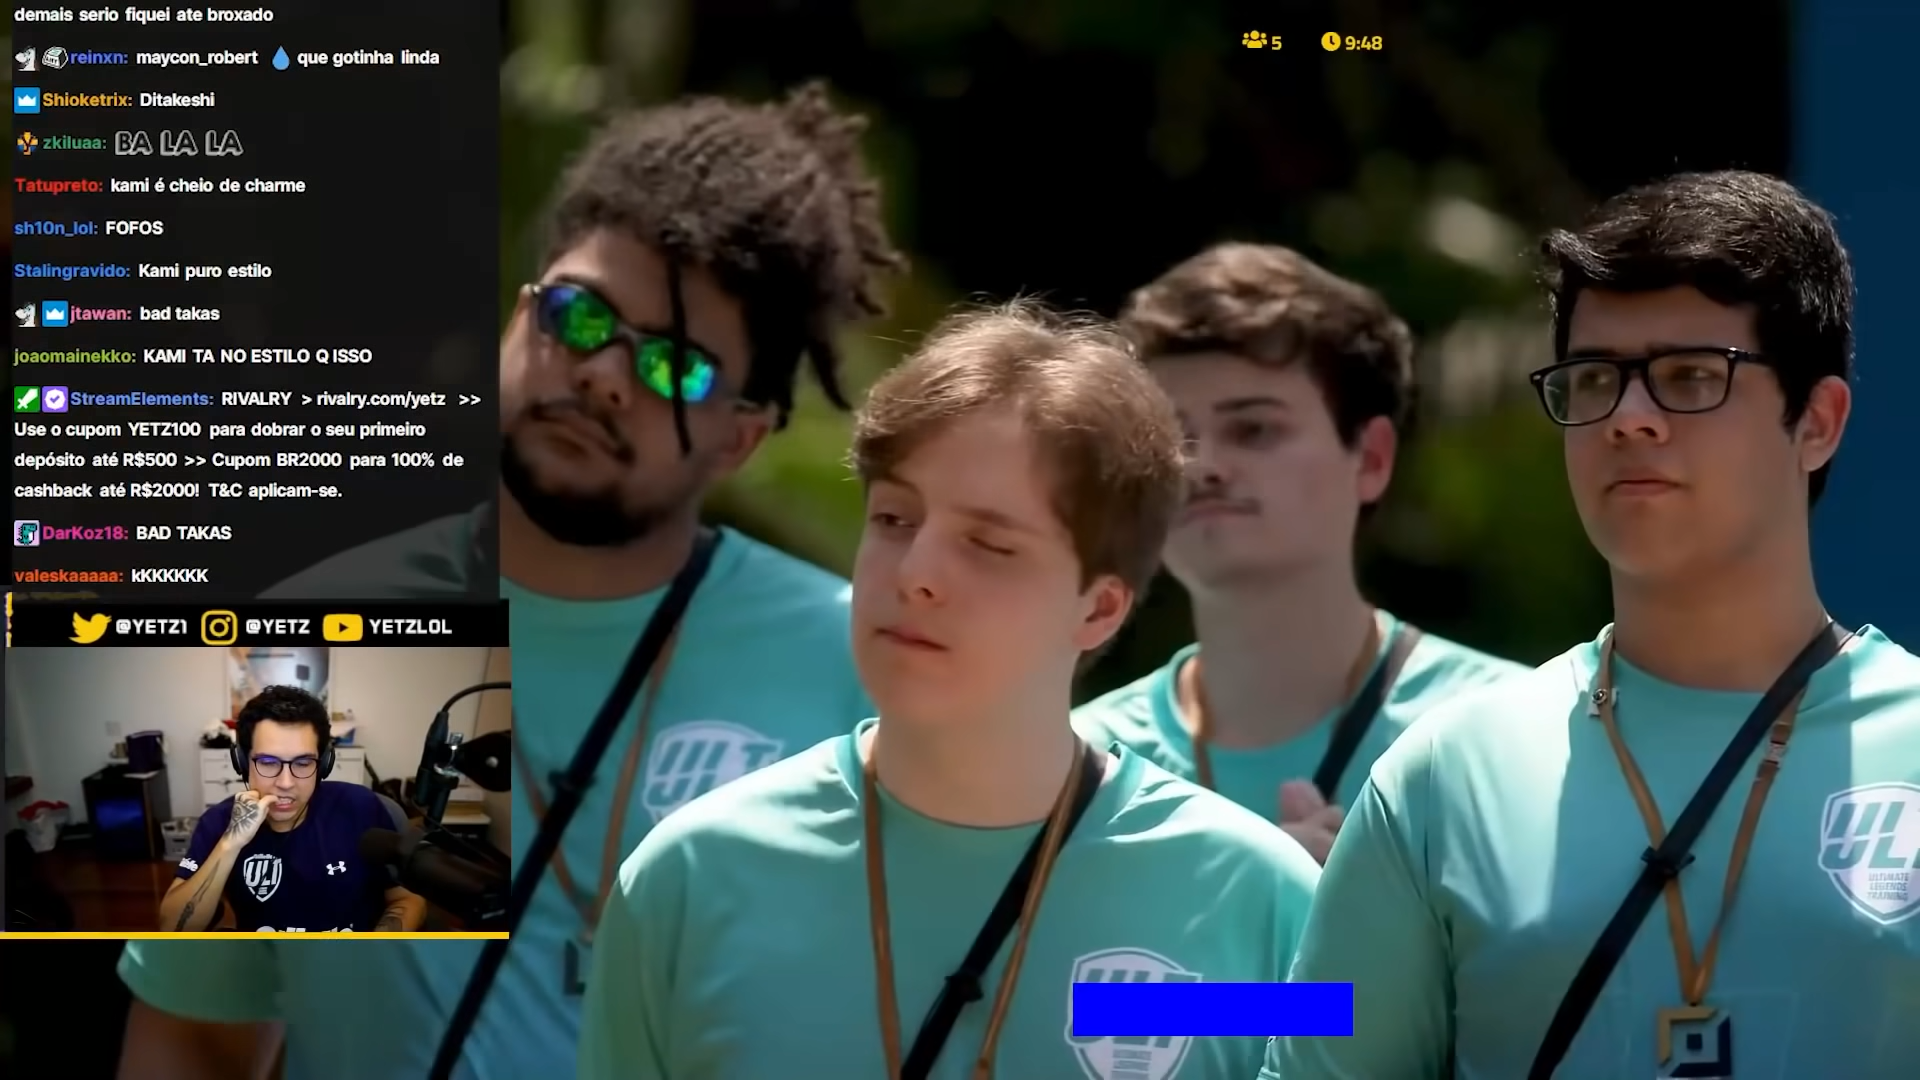 demais serio fiquei ate broxado
reinxn: maycon_robert 💧 que gotinha linda
Shioketrix: Ditakeshi
zkiluaa: BA LA LA
Tatupreto: kami é cheio de charme
sh10n_lol: FOFOS
Stalingravido: Kami puro estilo
jtawan: bad takas
joaomainekko: KAMI TA NO ESTILO Q ISSO
StreamElements: RIVALRY > rivalry.com/yetz >>
Use o cupom YETZ100 para dobrar o seu primeiro
depósito até R$500 >> Cupom BR2000 para 100% de
cashback até R$2000! T&C aplicam-se.
DarKoz18: BAD TAKAS
valeskaaaaa: kKKKKKK
@YETZ1 @YETZ YETZLOL
5 9:48
ULT
ULT
ULT
ULTIMATE
LEGENDS
TRAINING